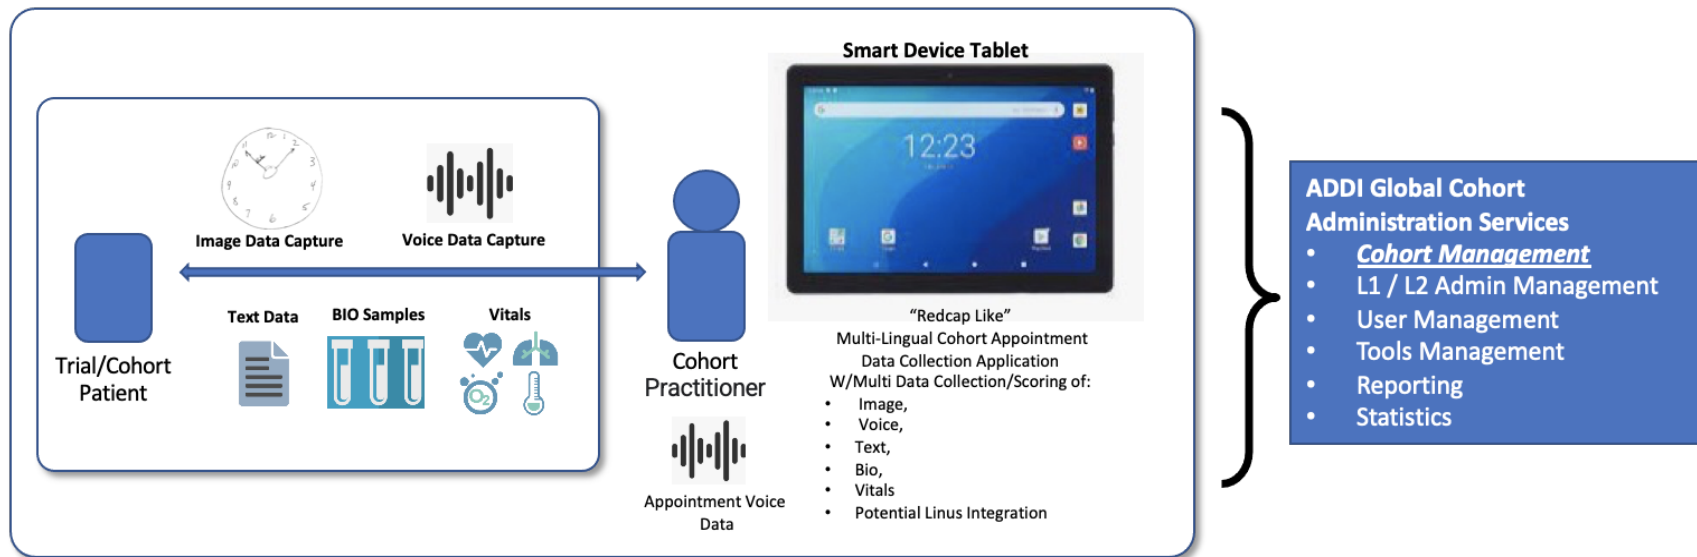 Smart Device Tablet
12:23
Image Data Capture
Voice Data Capture
Text Data
BIO Samples
Vitals
O2
Trial/Cohort
Patient
Cohort
Practitioner
Appointment Voice
Data
“Redcap Like”
Multi-Lingual Cohort Appointment
Data Collection Application
W/Multi Data Collection/Scoring of:
• Image,
• Voice,
• Text,
• Bio,
• Vitals
• Potential Linus Integration
ADDI Global Cohort
Administration Services
• Cohort Management
• L1 / L2 Admin Management
• User Management
• Tools Management
• Reporting
• Statistics